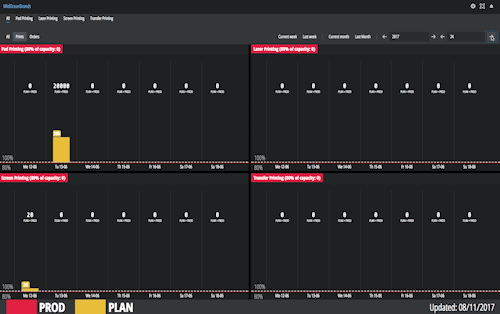 MidOceanBrands
All Pad Printing Laser Printing Screen Printing Transfer Printing
All Prints Orders Current week Last week Current month Last Month 2017 24
Pad Printing (80% of capacity: 0)
0 20000 0 0 0 0 0
PLAN + PROD PLAN + PROD PLAN + PROD PLAN + PROD PLAN + PROD PLAN + PROD PLAN + PROD
100%
80% Mo 12-06 Tu 13-06 We 14-06 Th 15-06 Fr 16-06 Sa 17-06 Su 18-06
Laser Printing (80% of capacity: 0)
0 0 0 0 0 0 0
PLAN + PROD PLAN + PROD PLAN + PROD PLAN + PROD PLAN + PROD PLAN + PROD PLAN + PROD
100%
80% Mo 12-06 Tu 13-06 We 14-06 Th 15-06 Fr 16-06 Sa 17-06 Su 18-06
Screen Printing (80% of capacity: 0)
20 0 0 0 0 0 0
PLAN + PROD PLAN + PROD PLAN + PROD PLAN + PROD PLAN + PROD PLAN + PROD PLAN + PROD
20
100%
80% Mo 12-06 Tu 13-06 We 14-06 Th 15-06 Fr 16-06 Sa 17-06 Su 18-06
Transfer Printing (80% of capacity: 0)
0 0 0 0 0 0 0
PLAN + PROD PLAN + PROD PLAN + PROD PLAN + PROD PLAN + PROD PLAN + PROD PLAN + PROD
100%
80% Mo 12-06 Tu 13-06 We 14-06 Th 15-06 Fr 16-06 Sa 17-06 Su 18-06
PROD PLAN Updated: 08/11/2017